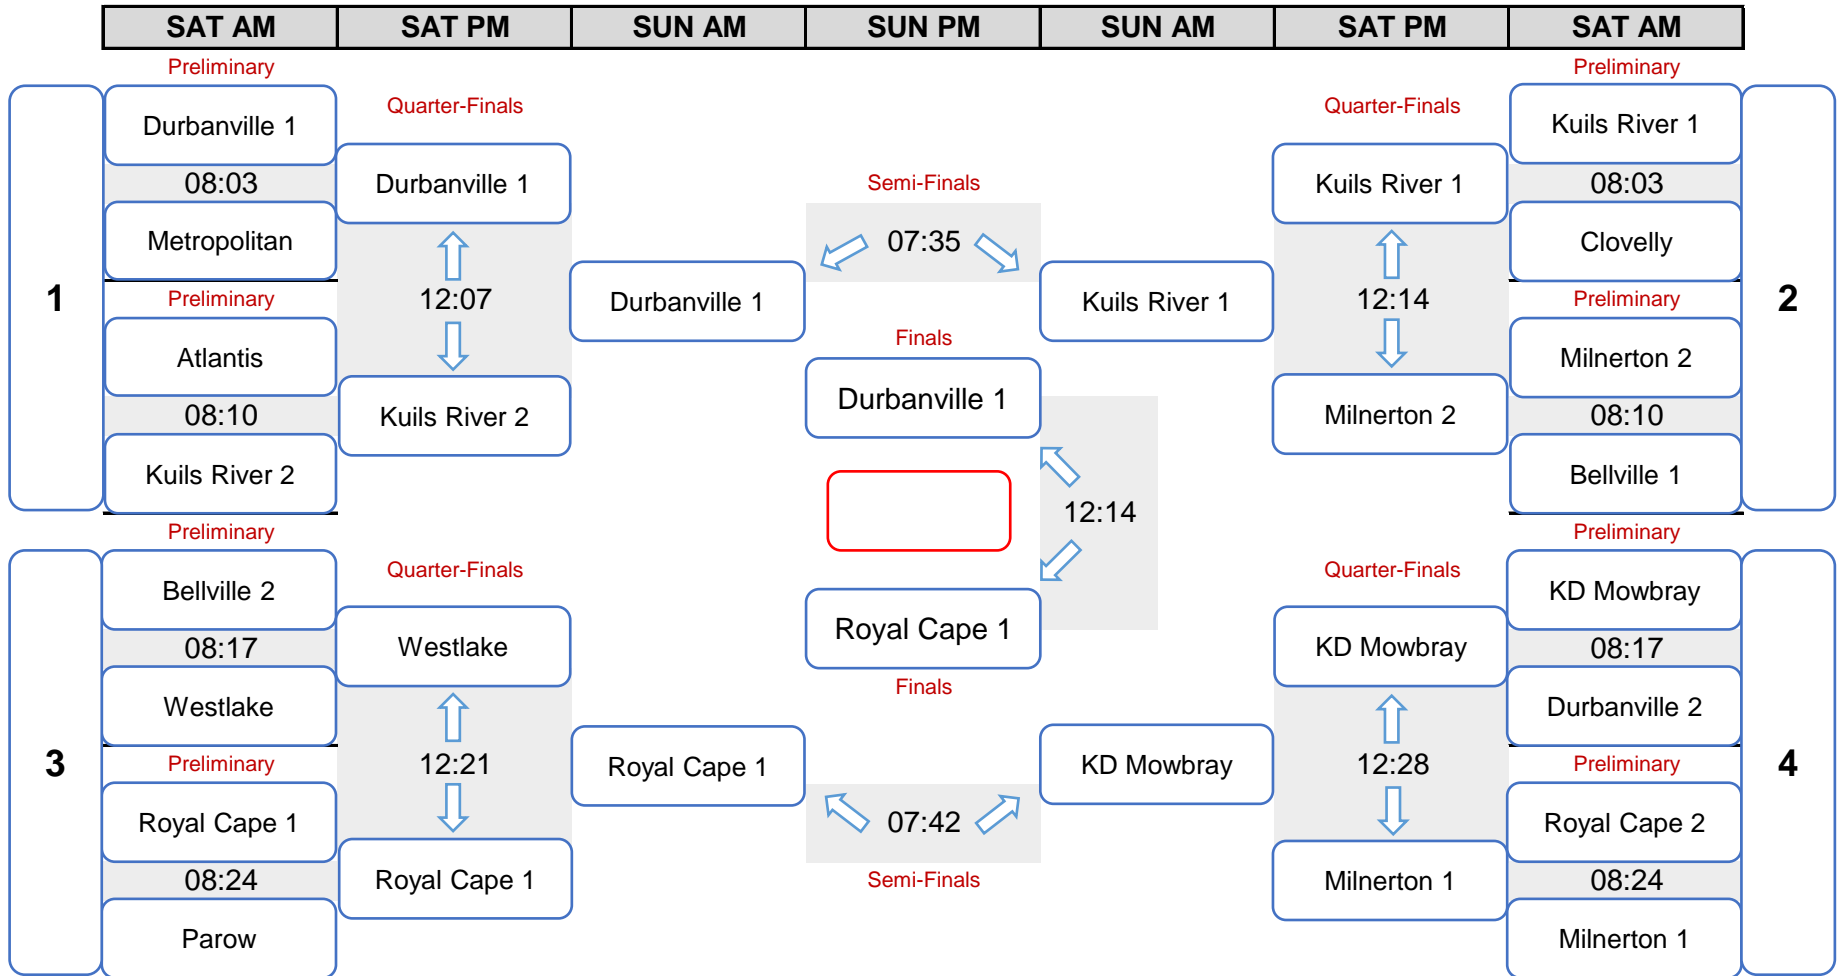 SAT AM SAT PM SUN AM SUN PM SUN AM SAT PM SAT AM
Preliminary Preliminary
Quarter-Finals Quarter-Finals
Durbanville 1 Kuils River 1
08:03 Durbanville 1 Semi-Finals Kuils River 1 08:03
Metropolitan 07:35 Clovelly
1 Preliminary 12:07 Durbanville 1 Kuils River 1 12:14 Preliminary 2
Finals
Atlantis Milnerton 2
Durbanville 1
08:10 Kuils River 2 Milnerton 2 08:10
Kuils River 2 Bellville 1
12:14
Preliminary Preliminary
Quarter-Finals Quarter-Finals
Bellville 2 KD Mowbray
Royal Cape 1
08:17 Westlake KD Mowbray 08:17
Finals
Westlake Durbanville 2
3 Preliminary 12:21 Royal Cape 1 KD Mowbray 12:28 Preliminary 4
Royal Cape 1 07:42 Royal Cape 2
08:24 Royal Cape 1 Semi-Finals Milnerton 1 08:24
Parow Milnerton 1